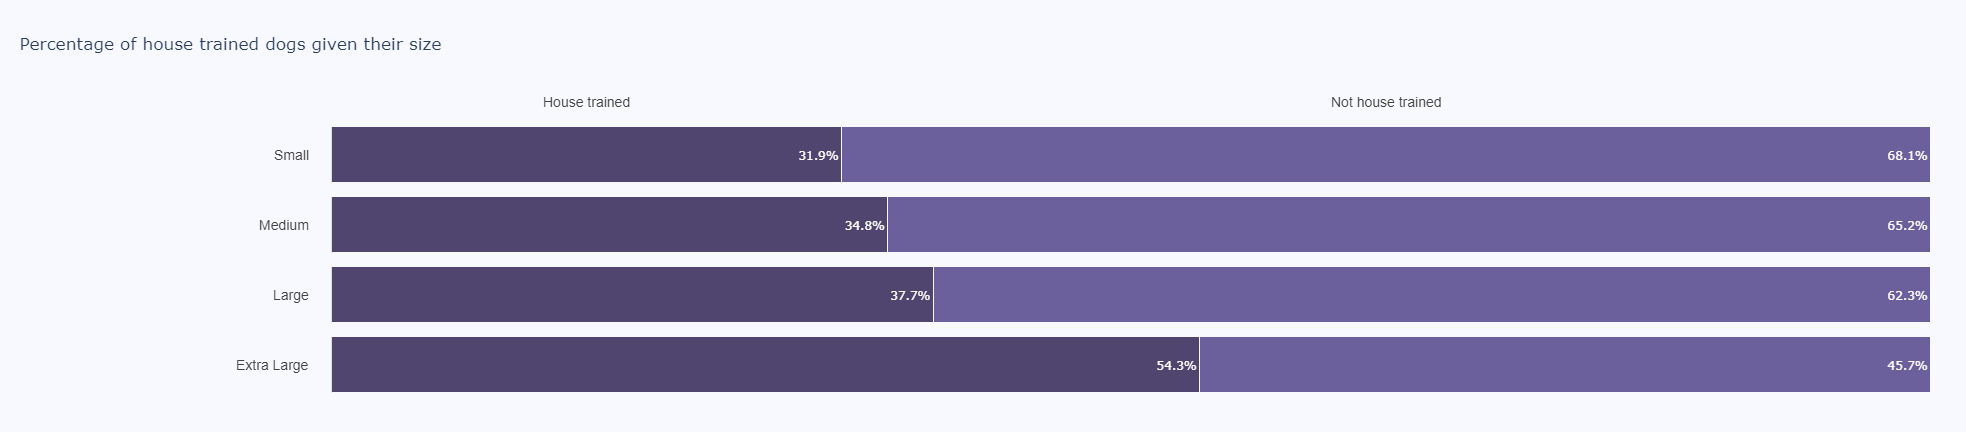 Percentage of house trained dogs given their size
House trained Not house trained
Small 31.9% 68.1%
Medium 34.8% 65.2%
Large 37.7% 62.3%
Extra Large 54.3% 45.7%